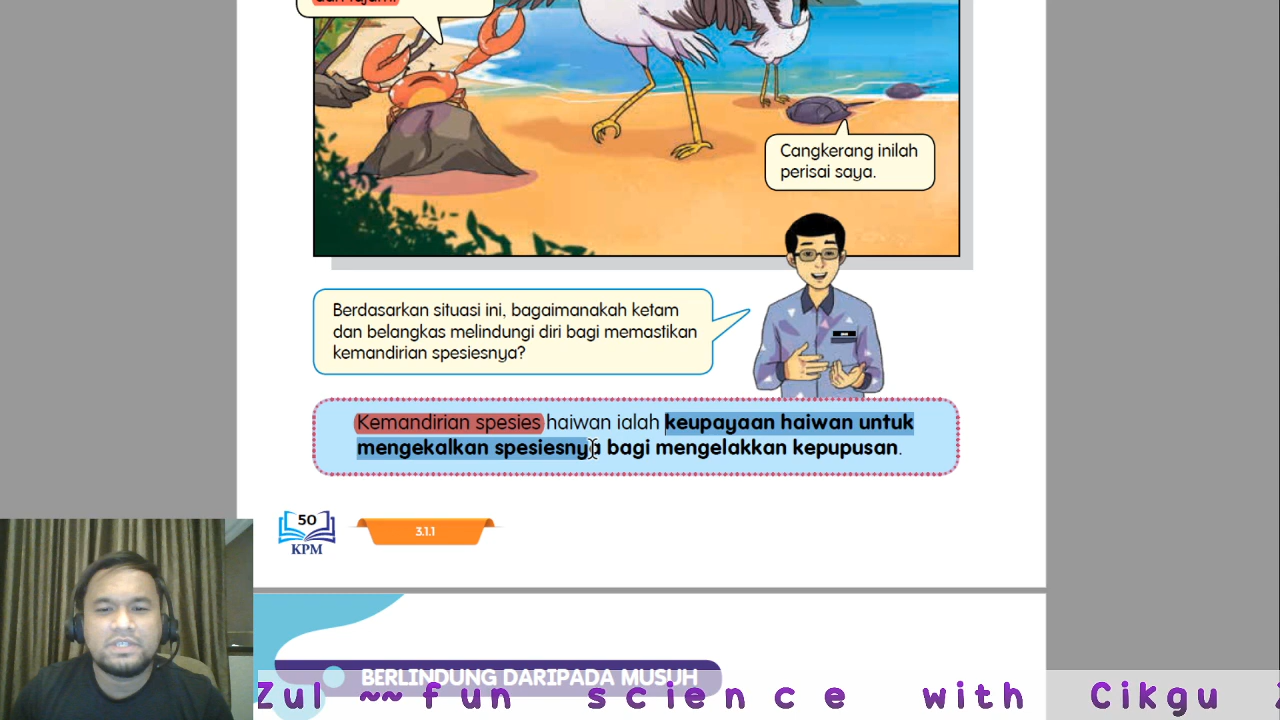 Cangkerang inilah
perisai saya.
Berdasarkan situasi ini, bagaimanakah ketam
dan belangkas melindungi diri bagi memastikan
kemandirian spesiesnya?
Kemandirian spesies haiwan ialah keupayaan haiwan untuk
mengekalkan spesiesnya bagi mengelakkan kepupusan.
50
KPM
3.1.1
BERLINDUNG DARIPADA MUSUH
Zul ~~ fun science with Cikgu